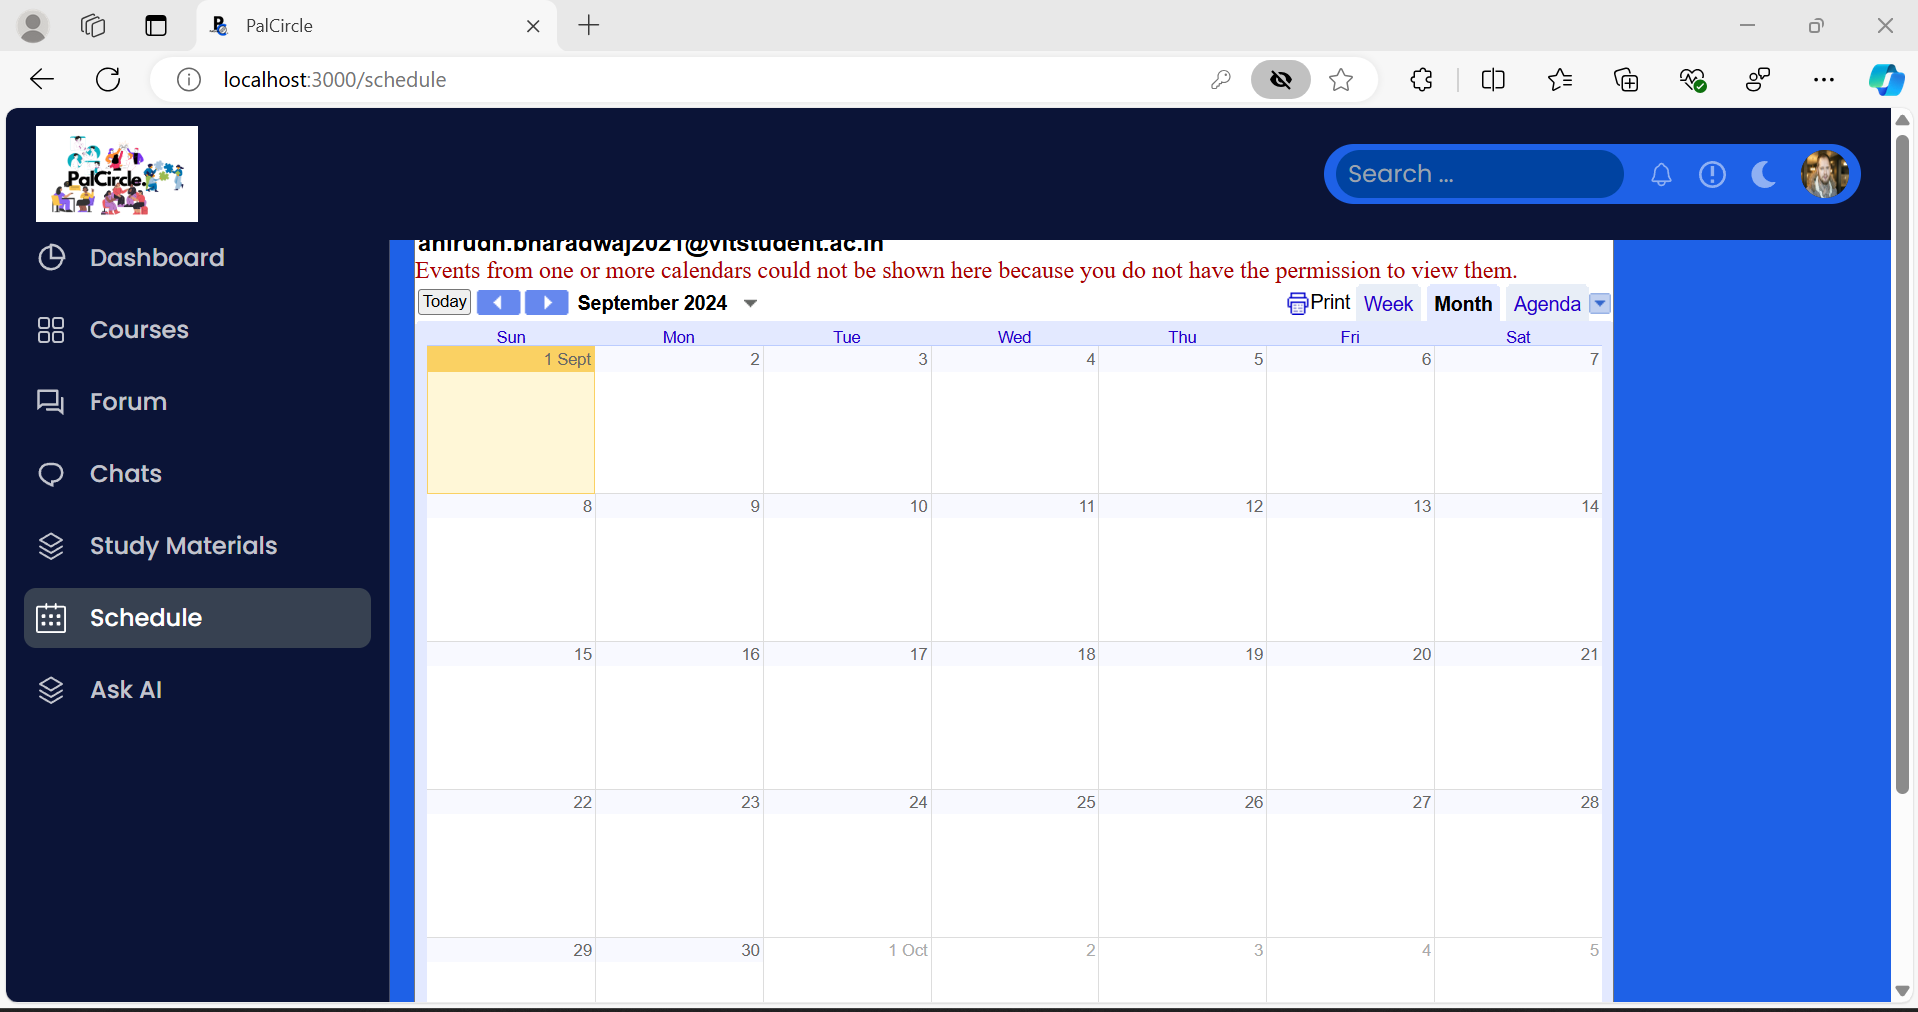 PalCircle
localhost:3000/schedule
PalCircle.
Search ...
Dashboard
Courses
Forum
Chats
Study Materials
Schedule
Ask AI
anirudh.bharadwaj2021@vitstudent.ac.in
Events from one or more calendars could not be shown here because you do not have the permission to view them.
Today September 2024 Print Week Month Agenda
Sun Mon Tue Wed Thu Fri Sat
1 Sept 2 3 4 5 6 7
8 9 10 11 12 13 14
15 16 17 18 19 20 21
22 23 24 25 26 27 28
29 30 1 Oct 2 3 4 5